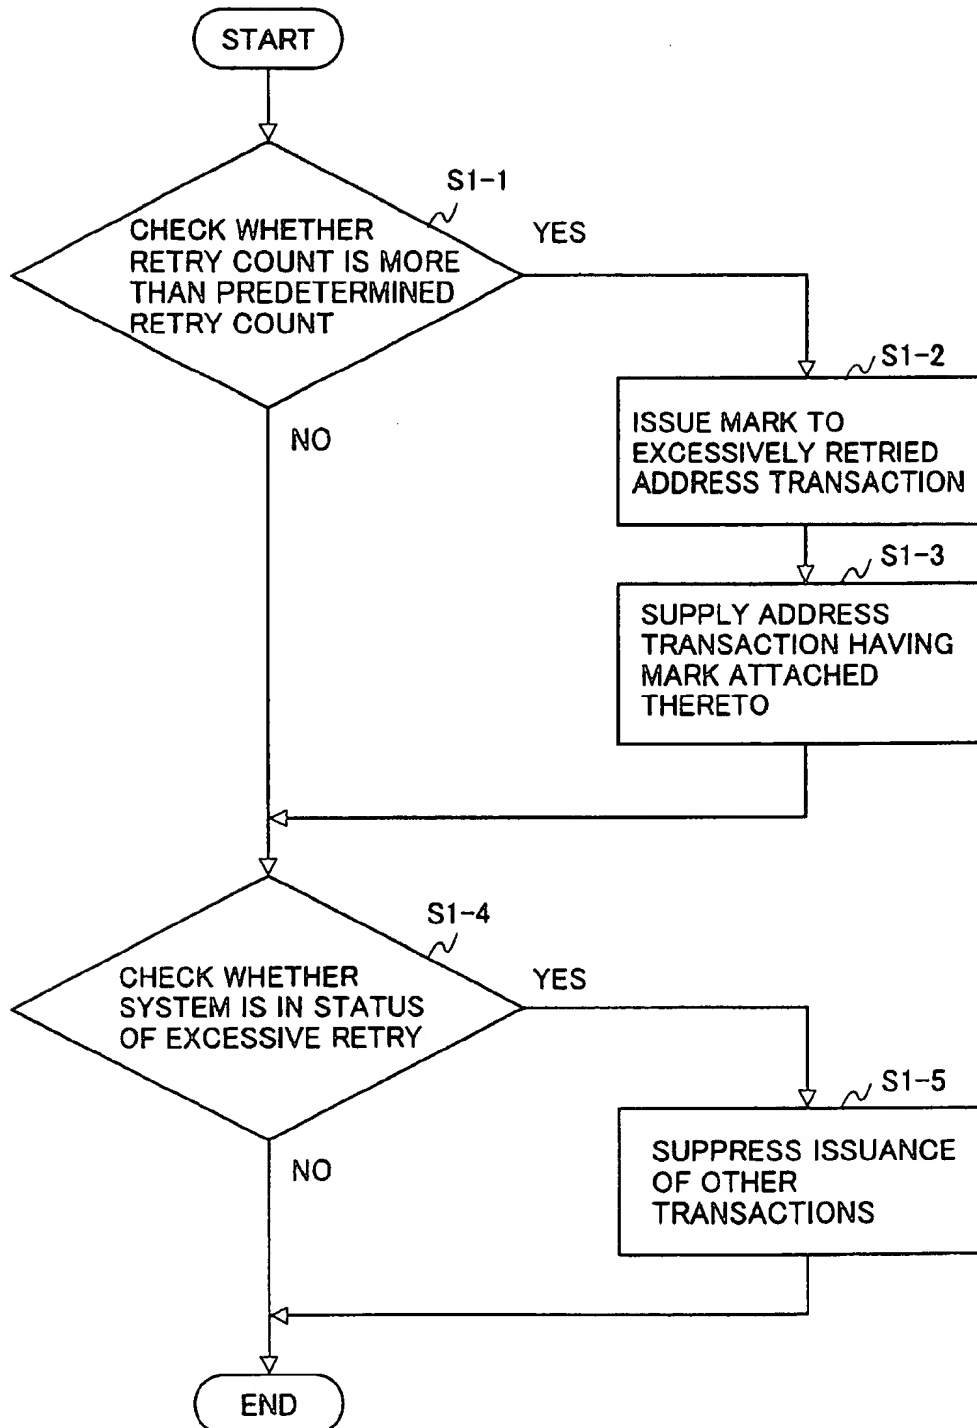 START
S1-1
CHECK WHETHER
RETRY COUNT IS MORE
THAN PREDETERMINED
RETRY COUNT
YES
NO
S1-2
ISSUE MARK TO
EXCESSIVELY RETRIED
ADDRESS TRANSACTION
S1-3
SUPPLY ADDRESS
TRANSACTION HAVING
MARK ATTACHED
THERETO
S1-4
CHECK WHETHER
SYSTEM IS IN STATUS
OF EXCESSIVE RETRY
YES
NO
S1-5
SUPPRESS ISSUANCE
OF OTHER
TRANSACTIONS
END